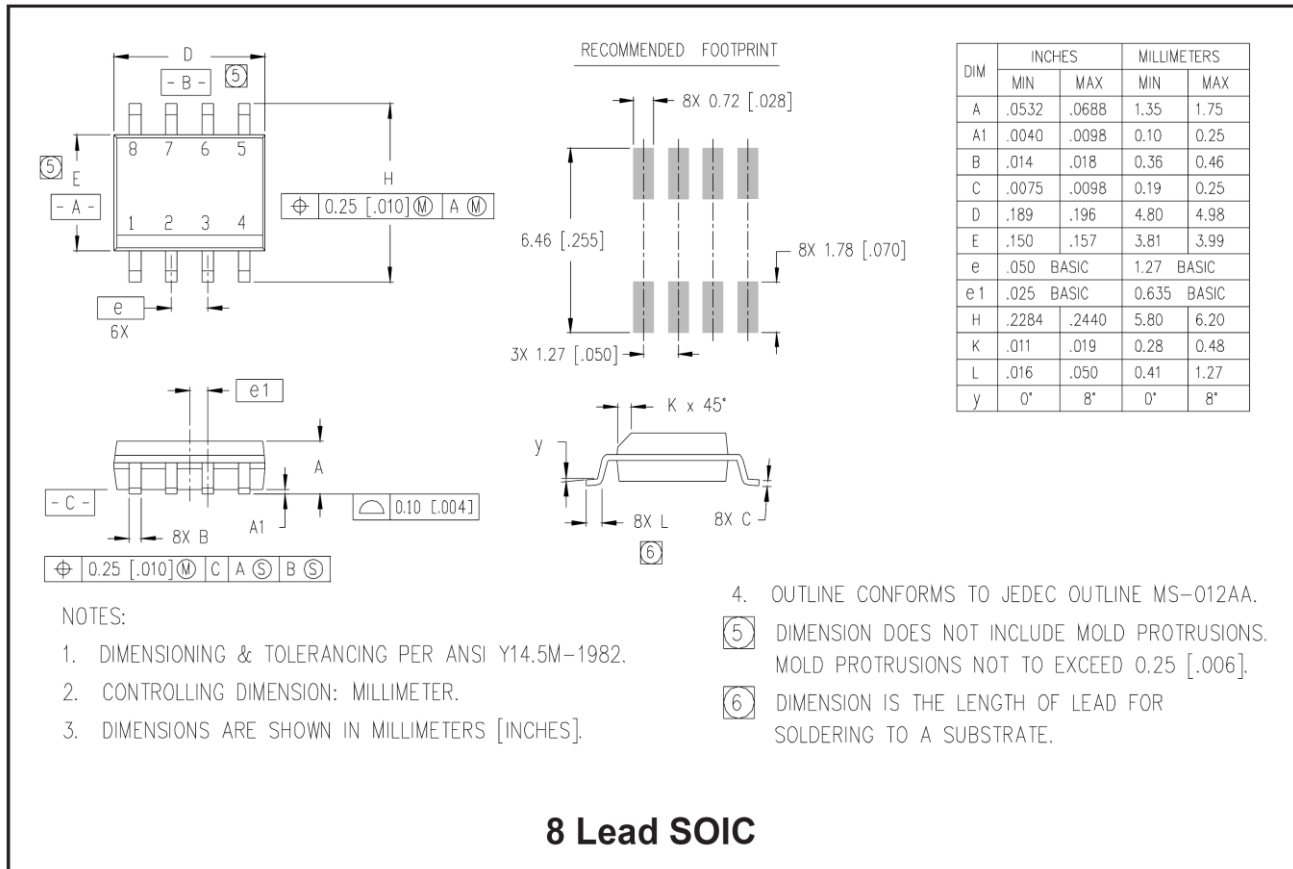 D
- B -
5
8 7 6 5
5
E
- A -
H
1 2 3 4
⌖ 0.25 [.010] Ⓜ A Ⓜ
e
6X
RECOMMENDED FOOTPRINT
8X 0.72 [.028]
6.46 [.255]
8X 1.78 [.070]
3X 1.27 [.050]
DIM INCHES MILLIMETERS
MIN MAX MIN MAX
A .0532 .0688 1.35 1.75
A1 .0040 .0098 0.10 0.25
B .014 .018 0.36 0.46
C .0075 .0098 0.19 0.25
D .189 .196 4.80 4.98
E .150 .157 3.81 3.99
e .050 BASIC 1.27 BASIC
e1 .025 BASIC 0.635 BASIC
H .2284 .2440 5.80 6.20
K .011 .019 0.28 0.48
L .016 .050 0.41 1.27
y 0° 8° 0° 8°
e1
A
- C -
A1
8X B
⌓ 0.10 [.004]
⌖ 0.25 [.010] Ⓜ C A Ⓢ B Ⓢ
K x 45°
y
8X L
8X C
6
NOTES:
1. DIMENSIONING & TOLERANCING PER ANSI Y14.5M-1982.
2. CONTROLLING DIMENSION: MILLIMETER.
3. DIMENSIONS ARE SHOWN IN MILLIMETERS [INCHES].
4. OUTLINE CONFORMS TO JEDEC OUTLINE MS-012AA.
5 DIMENSION DOES NOT INCLUDE MOLD PROTRUSIONS.
MOLD PROTRUSIONS NOT TO EXCEED 0.25 [.006].
6 DIMENSION IS THE LENGTH OF LEAD FOR
SOLDERING TO A SUBSTRATE.
8 Lead SOIC